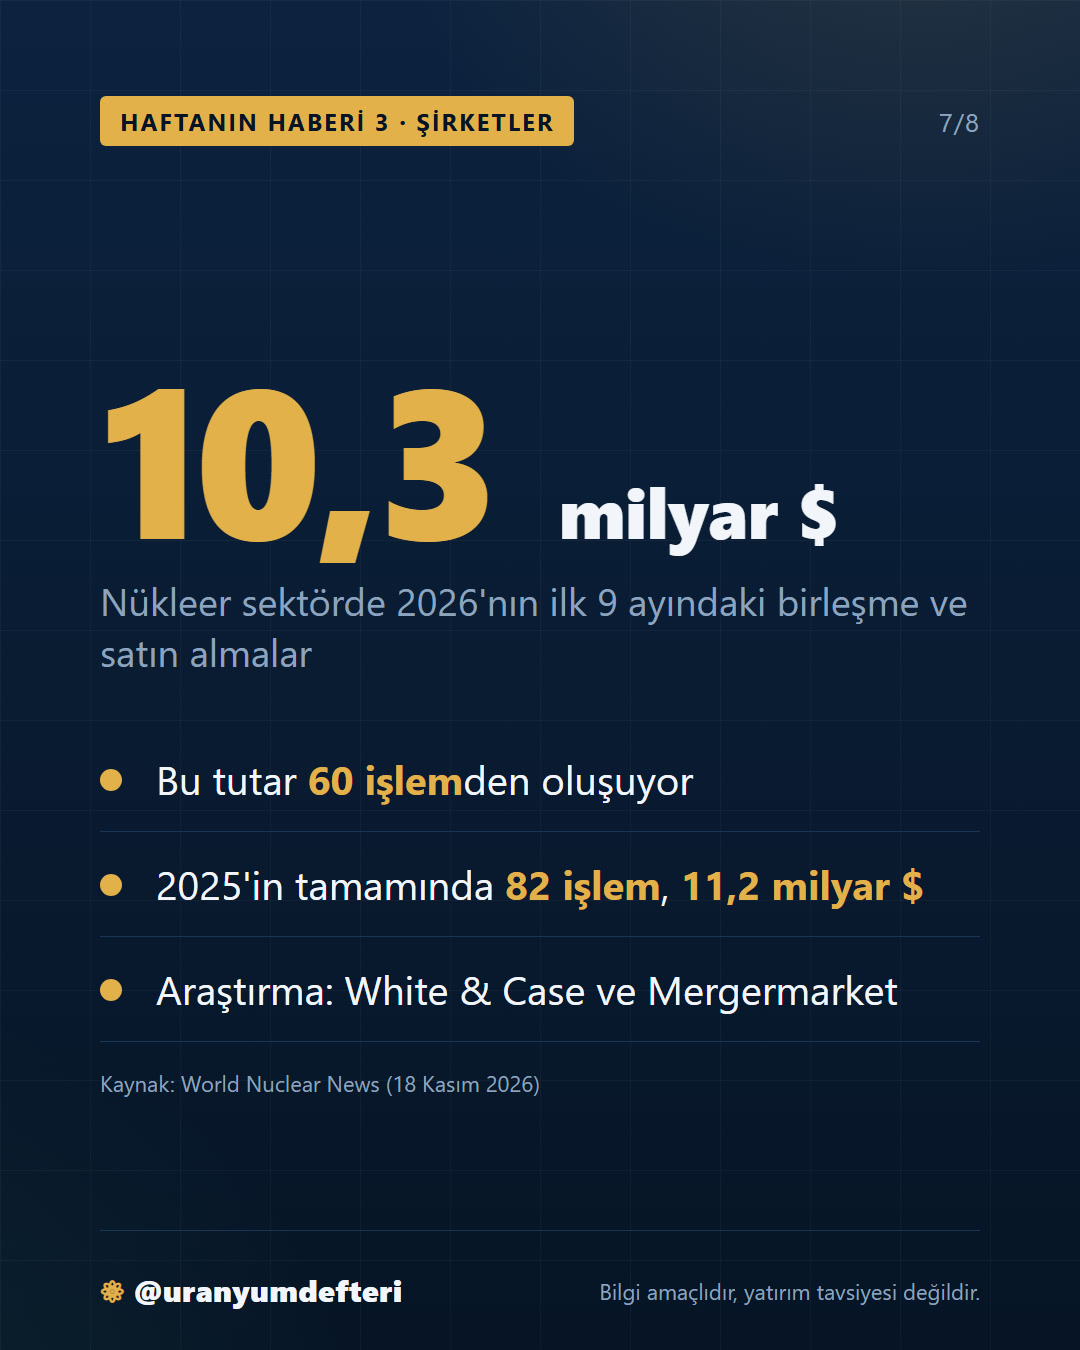 HAFTANIN HABERİ 3 · ŞİRKETLER
7/8
10,3 milyar $
Nükleer sektörde 2026'nın ilk 9 ayındaki birleşme ve
satın almalar
Bu tutar 60 işlemden oluşuyor
2025'in tamamında 82 işlem, 11,2 milyar $
Araştırma: White & Case ve Mergermarket
Kaynak: World Nuclear News (18 Kasım 2026)
@uranyumdefteri
Bilgi amaçlıdır, yatırım tavsiyesi değildir.